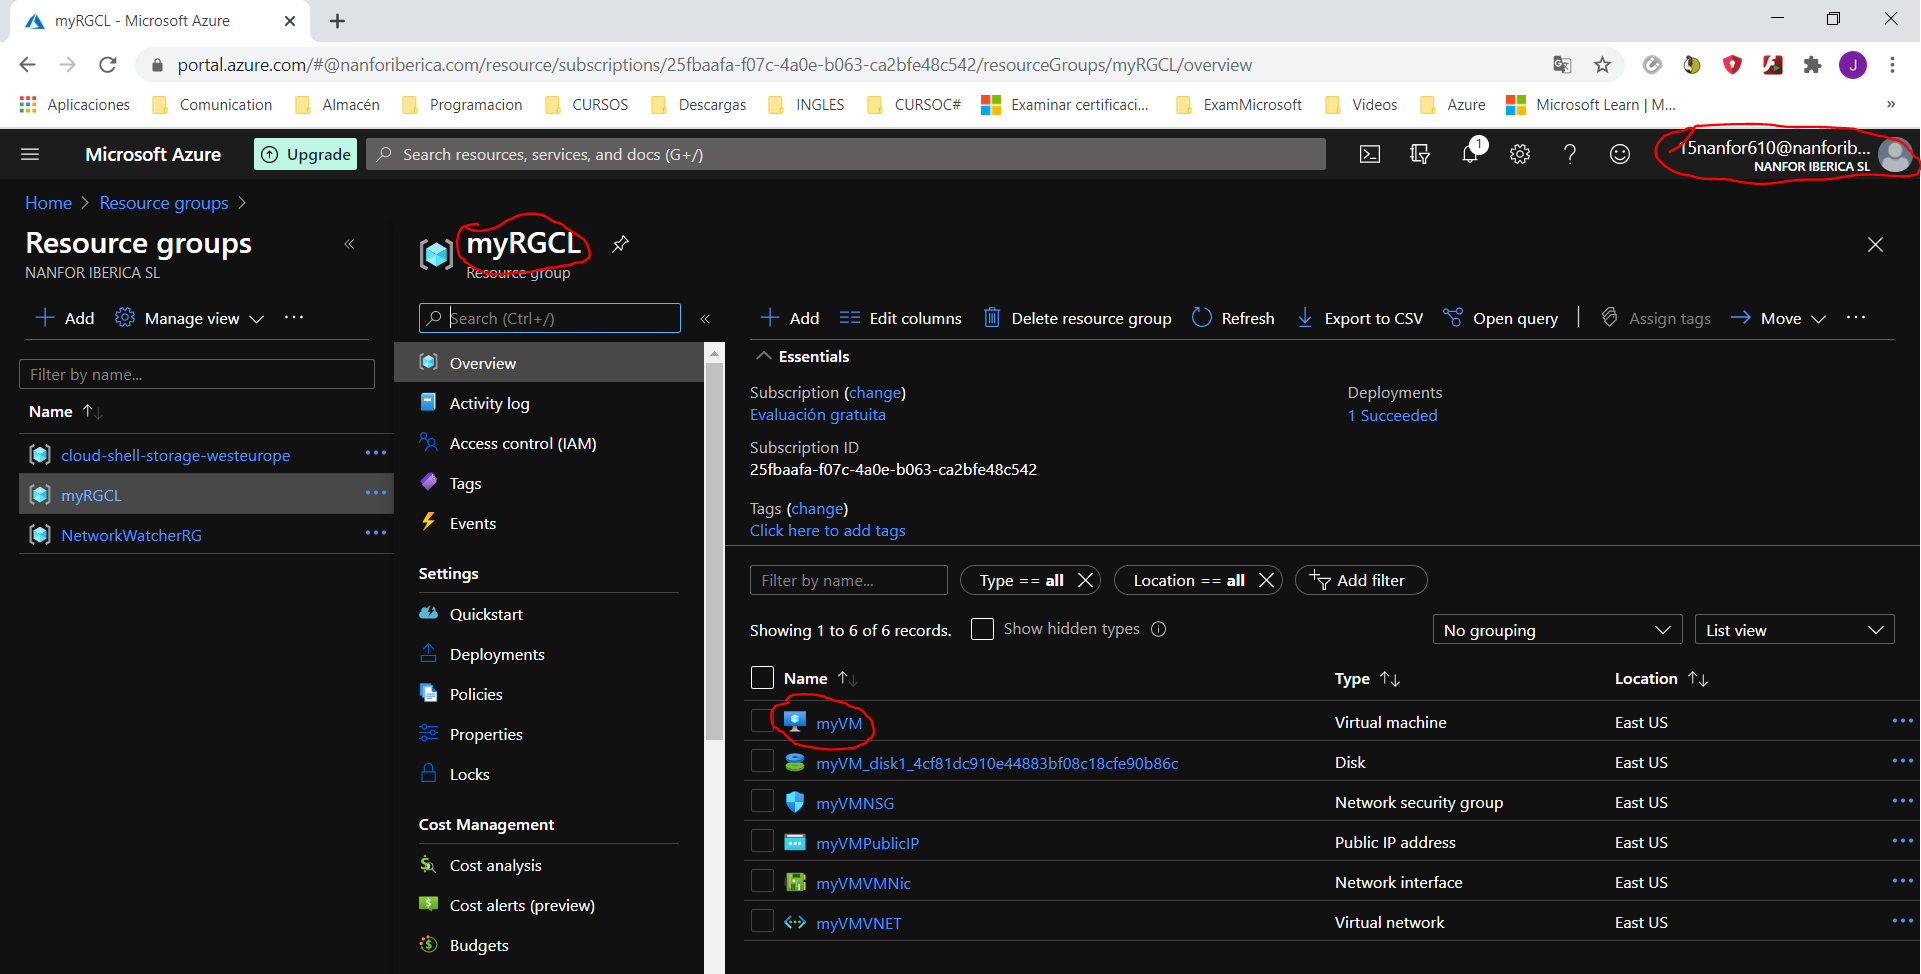 myRGCL - Microsoft Azure
portal.azure.com/#@nanforiberica.com/resource/subscriptions/25fbaafa-f07c-4a0e-b063-ca2bfe48c542/resourceGroups/myRGCL/overview
J
Aplicaciones Comunication Almacén Programacion CURSOS Descargas INGLES CURSOC# Examinar certificaci... ExamMicrosoft Videos Azure Microsoft Learn | M... »
Microsoft Azure Upgrade Search resources, services, and docs (G+/) 1 15nanfor610@nanforib...
NANFOR IBERICA SL
Home > Resource groups >
Resource groups «
NANFOR IBERICA SL
Add Manage view ...
Filter by name...
Name
cloud-shell-storage-westeurope ...
myRGCL ...
NetworkWatcherRG ...
myRGCL
Resource group
Search (Ctrl+/) «
Overview
Activity log
Access control (IAM)
Tags
Events
Settings
Quickstart
Deployments
Policies
Properties
Locks
Cost Management
Cost analysis
Cost alerts (preview)
Budgets
Add Edit columns Delete resource group Refresh Export to CSV Open query Assign tags Move ...
Essentials
Subscription (change)
Evaluación gratuita
Subscription ID
25fbaafa-f07c-4a0e-b063-ca2bfe48c542
Tags (change)
Click here to add tags
Deployments
1 Succeeded
Filter by name... Type == all Location == all Add filter
Showing 1 to 6 of 6 records. Show hidden types No grouping List view
Name Type Location
myVM Virtual machine East US ...
myVM_disk1_4cf81dc910e44883bf08c18cfe90b86c Disk East US ...
myVMNSG Network security group East US ...
myVMPublicIP Public IP address East US ...
myVMVMNic Network interface East US ...
myVMVNET Virtual network East US ...